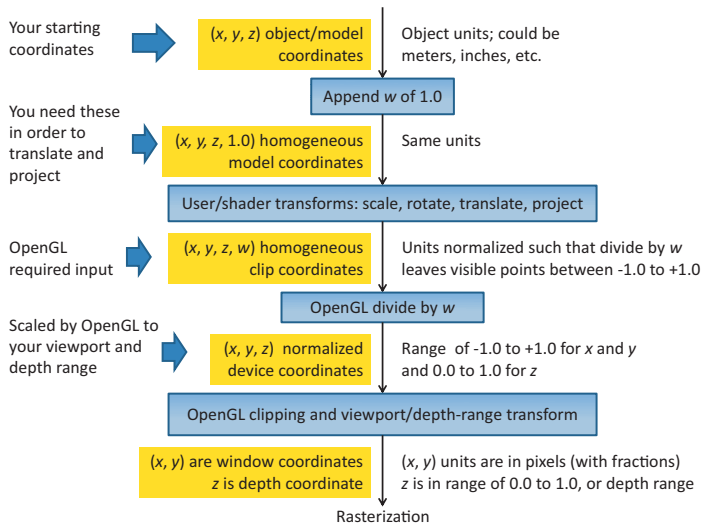 Your starting
coordinates
(x, y, z) object/model
coordinates
Object units; could be
meters, inches, etc.
Append w of 1.0
You need these
in order to
translate and
project
(x, y, z, 1.0) homogeneous
model coordinates
Same units
User/shader transforms: scale, rotate, translate, project
OpenGL
required input
(x, y, z, w) homogeneous
clip coordinates
Units normalized such that divide by w
leaves visible points between -1.0 to +1.0
OpenGL divide by w
Scaled by OpenGL to
your viewport and
depth range
(x, y, z) normalized
device coordinates
Range of -1.0 to +1.0 for x and y
and 0.0 to 1.0 for z
OpenGL clipping and viewport/depth-range transform
(x, y) are window coordinates
z is depth coordinate
(x, y) units are in pixels (with fractions)
z is in range of 0.0 to 1.0, or depth range
Rasterization